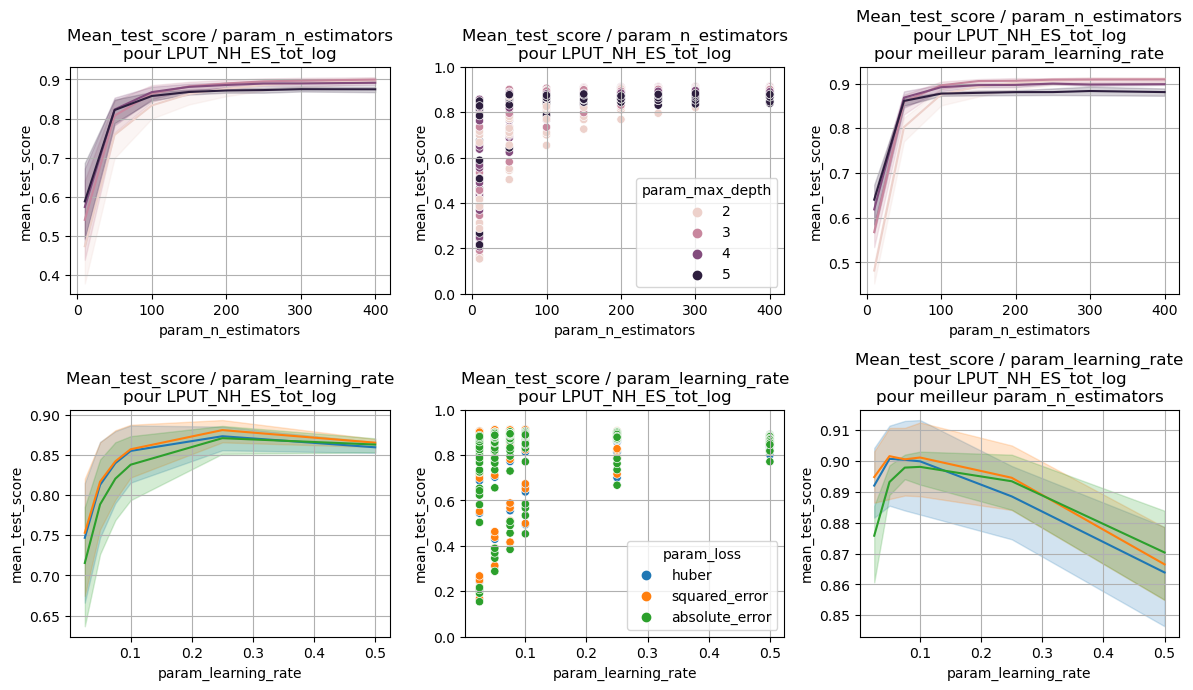 Mean_test_score / param_n_estimators
pour LPUT_NH_ES_tot_log
0.9
0.8
0.7
0.6
0.5
0.4
mean_test_score
0
100
200
300
400
param_n_estimators
Mean_test_score / param_n_estimators
pour LPUT_NH_ES_tot_log
1.0
0.8
0.6
0.4
0.2
0.0
mean_test_score
param_max_depth
2
3
4
5
0
100
200
300
400
param_n_estimators
Mean_test_score / param_n_estimators
pour LPUT_NH_ES_tot_log
pour meilleur param_learning_rate
0.9
0.8
0.7
0.6
0.5
mean_test_score
0
100
200
300
400
param_n_estimators
Mean_test_score / param_learning_rate
pour LPUT_NH_ES_tot_log
0.90
0.85
0.80
0.75
0.70
0.65
mean_test_score
0.1
0.2
0.3
0.4
0.5
param_learning_rate
Mean_test_score / param_learning_rate
pour LPUT_NH_ES_tot_log
1.0
0.8
0.6
0.4
0.2
0.0
mean_test_score
param_loss
huber
squared_error
absolute_error
0.1
0.2
0.3
0.4
0.5
param_learning_rate
Mean_test_score / param_learning_rate
pour LPUT_NH_ES_tot_log
pour meilleur param_n_estimators
0.91
0.90
0.89
0.88
0.87
0.86
0.85
mean_test_score
0.1
0.2
0.3
0.4
0.5
param_learning_rate